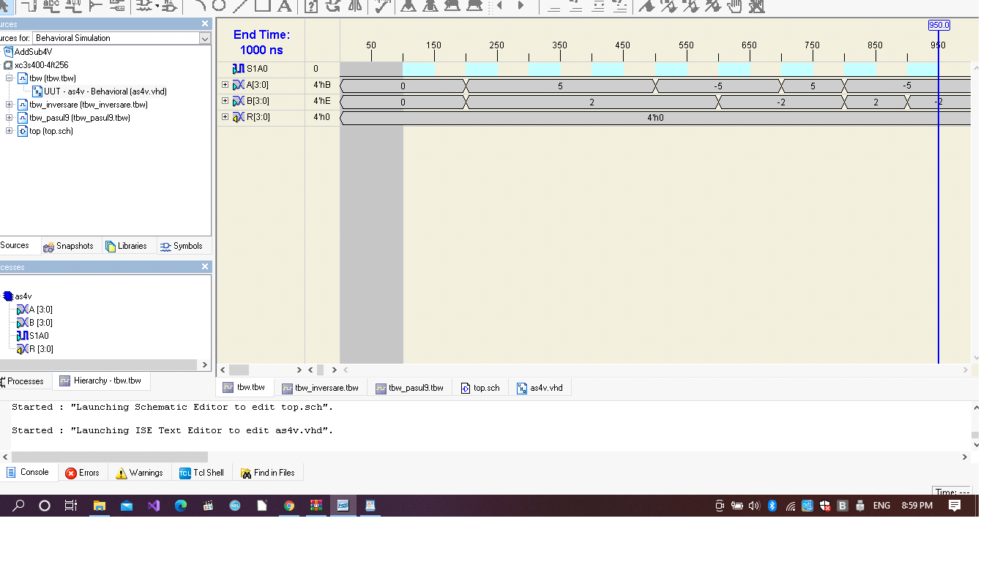 urces
urces for: Behavioral Simulation
AddSub4V
xc3s400-4ft256
tbw (tbw.tbw)
UUT - as4v - Behavioral (as4v.vhd)
tbw_inversare (tbw_inversare.tbw)
tbw_pasul9 (tbw_pasul9.tbw)
top (top.sch)
Sources Snapshots Libraries Symbols
cesses
as4v
A [3:0]
B [3:0]
S1A0
R [3:0]
Processes Hierarchy - tbw.tbw
End Time:
1000 ns
950.0
50 150 250 350 450 550 650 750 850 950
S1A0 0
A[3:0] 4'hB 0 5 -5 5 -5
B[3:0] 4'hE 0 2 -2 2 -2
R[3:0] 4'h0 4'h0
tbw.tbw tbw_inversare.tbw tbw_pasul9.tbw top.sch as4v.vhd
Started : "Launching Schematic Editor to edit top.sch".
Started : "Launching ISE Text Editor to edit as4v.vhd".
Console Errors Warnings Tcl Shell Find in Files
Time: ---
ENG 8:59 PM